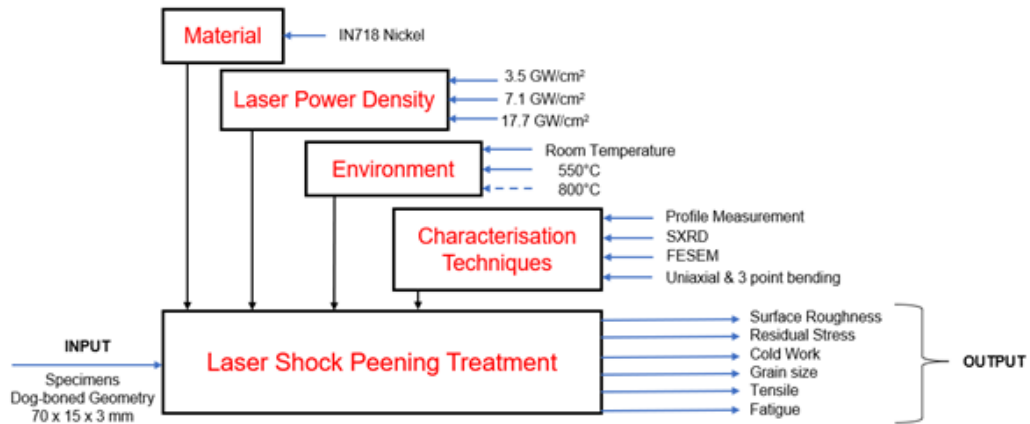 Material
IN718 Nickel
Laser Power Density
3.5 GW/cm²
7.1 GW/cm²
17.7 GW/cm²
Environment
Room Temperature
550°C
800°C
Characterisation
Techniques
Profile Measurement
SXRD
FESEM
Uniaxial & 3 point bending
INPUT
Specimens
Dog-boned Geometry
70 x 15 x 3 mm
Laser Shock Peening Treatment
Surface Roughness
Residual Stress
Cold Work
Grain size
Tensile
Fatigue
OUTPUT